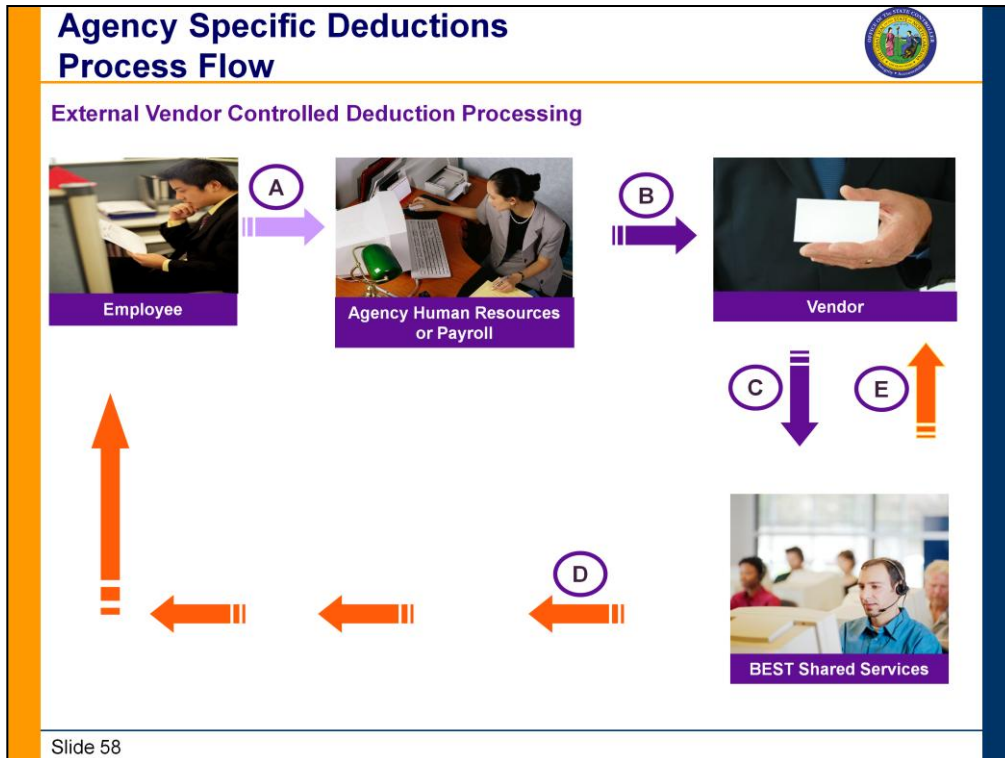 Agency Specific Deductions
Process Flow
External Vendor Controlled Deduction Processing
A
B
Employee
Agency Human Resources
or Payroll
Vendor
C
E
D
BEST Shared Services
Slide 58